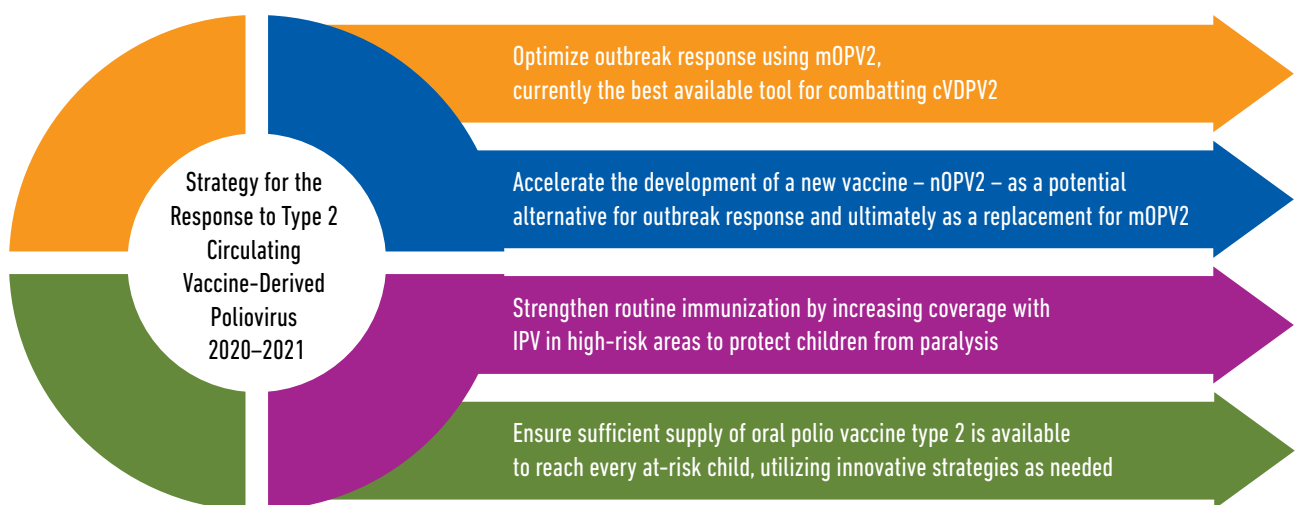 Strategy for the
Response to Type 2
Circulating
Vaccine-Derived
Poliovirus
2020–2021
Optimize outbreak response using mOPV2,
currently the best available tool for combatting cVDPV2
Accelerate the development of a new vaccine – nOPV2 – as a potential
alternative for outbreak response and ultimately as a replacement for mOPV2
Strengthen routine immunization by increasing coverage with
IPV in high-risk areas to protect children from paralysis
Ensure sufficient supply of oral polio vaccine type 2 is available
to reach every at-risk child, utilizing innovative strategies as needed